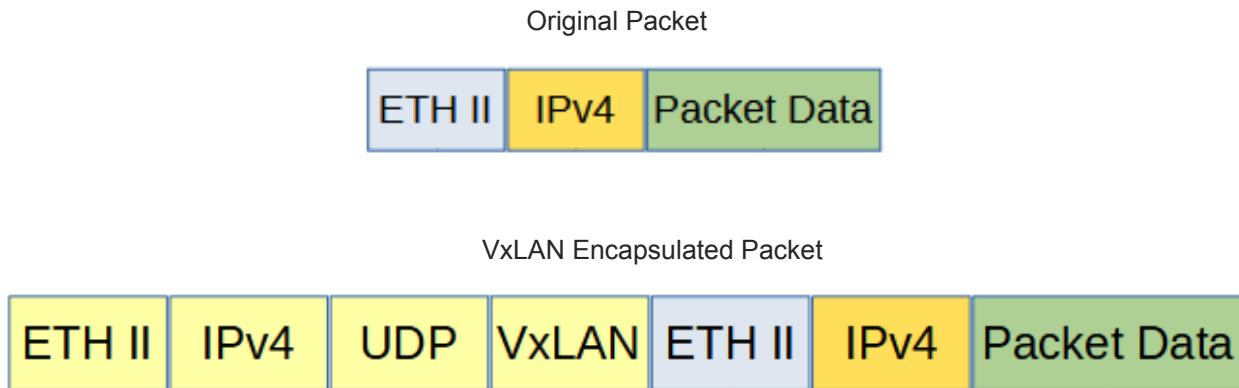 Original Packet
ETH II IPv4 Packet Data
VxLAN Encapsulated Packet
ETH II IPv4 UDP VxLAN ETH II IPv4 Packet Data